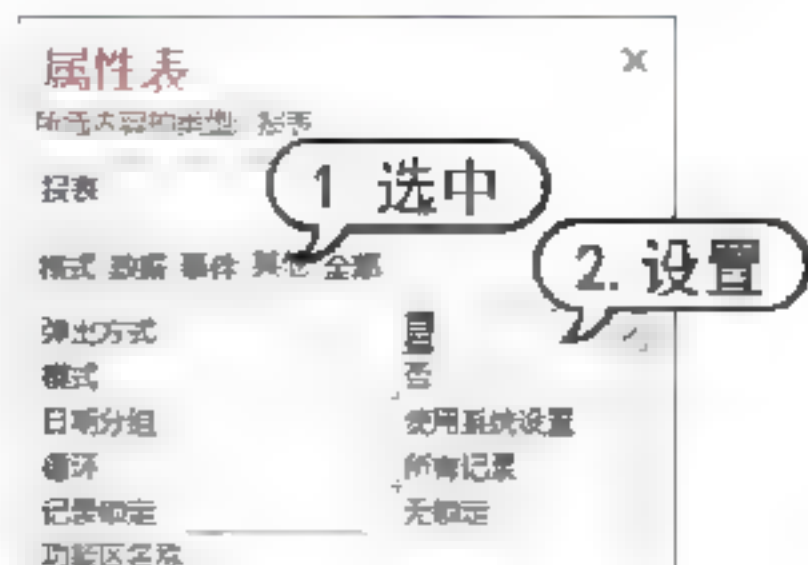 属性表
所选内容的类型: 报表
报表
1 选中
格式 数据 事件 其他 全部
2. 设置
弹出方式 是
模式 否
日期分组 使用系统设置
循环 所有记录
记录锁定 无锁定
功能区名称